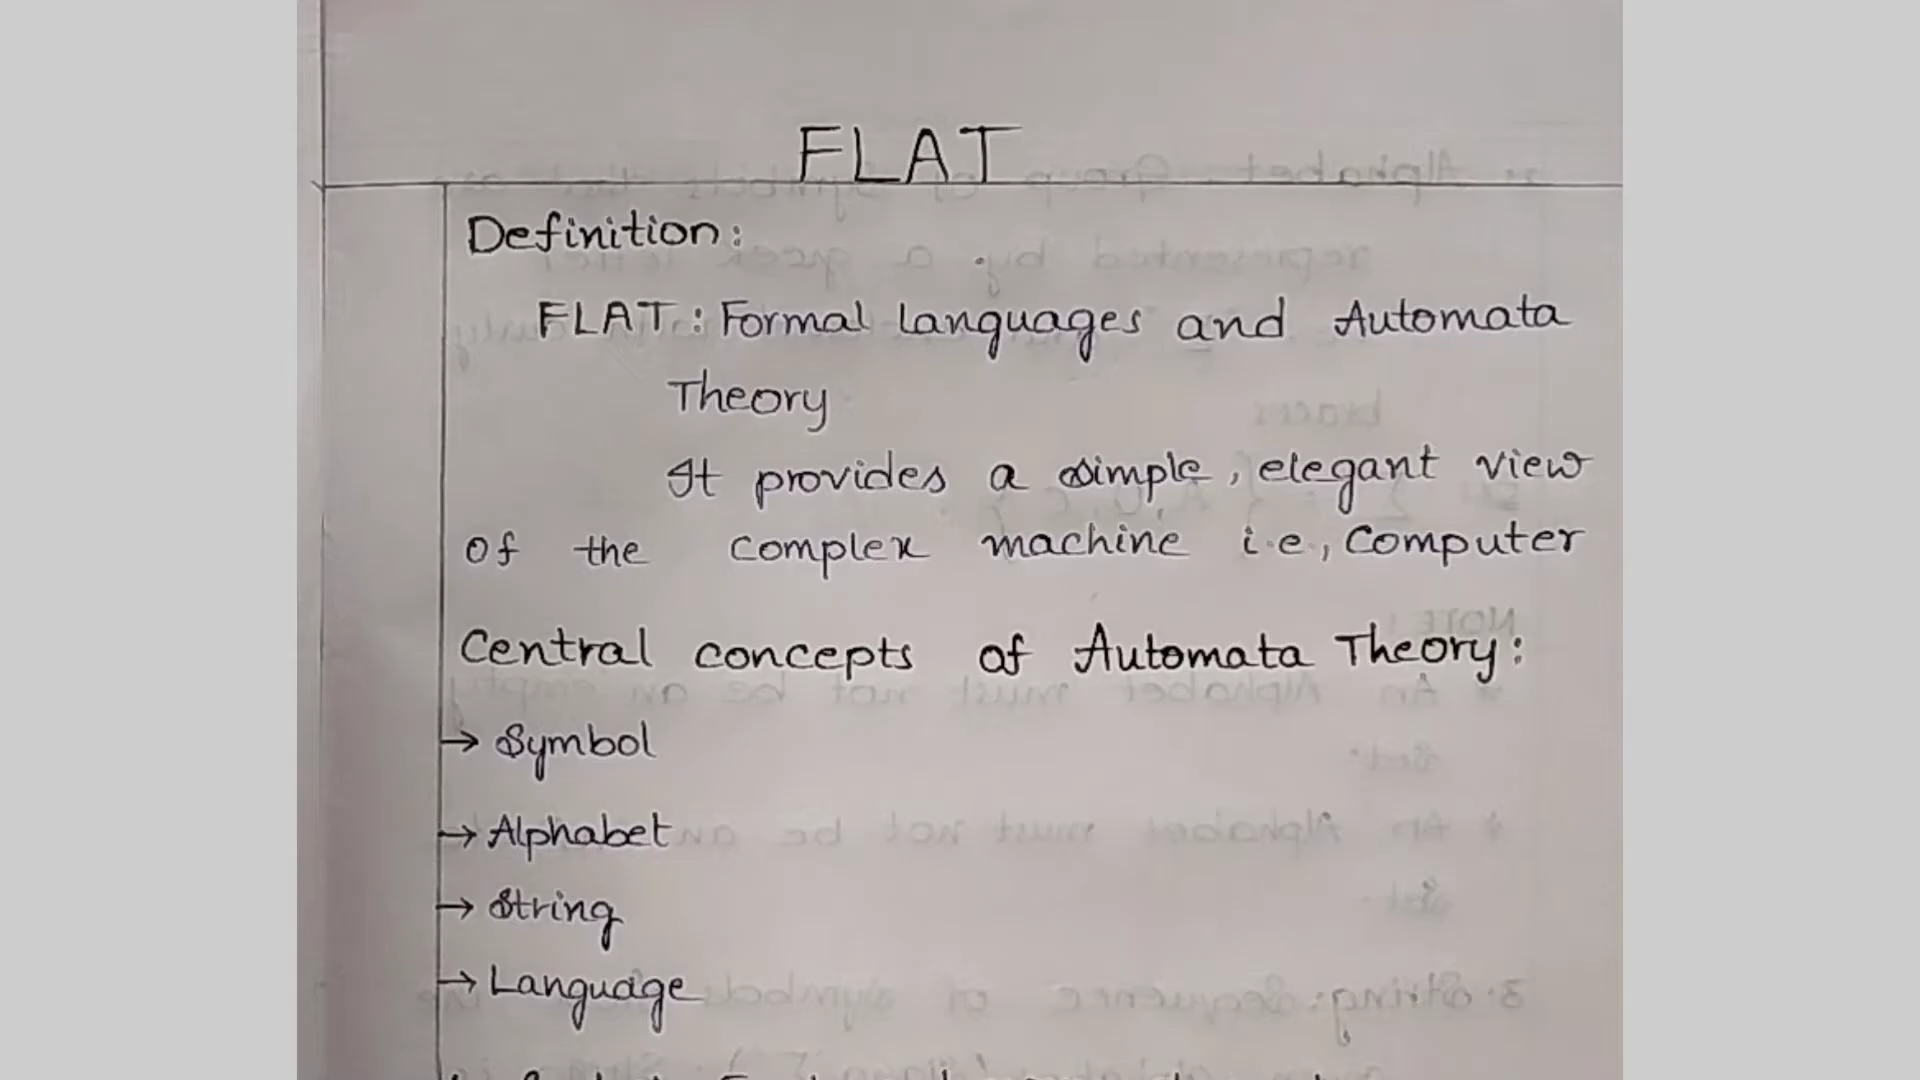 FLAT
Definition:
FLAT : Formal Languages and Automata
Theory
It provides a simple, elegant view
of the complex machine i.e., Computer
Central concepts of Automata Theory:
→ Symbol
→ Alphabet
→ String
→ Language